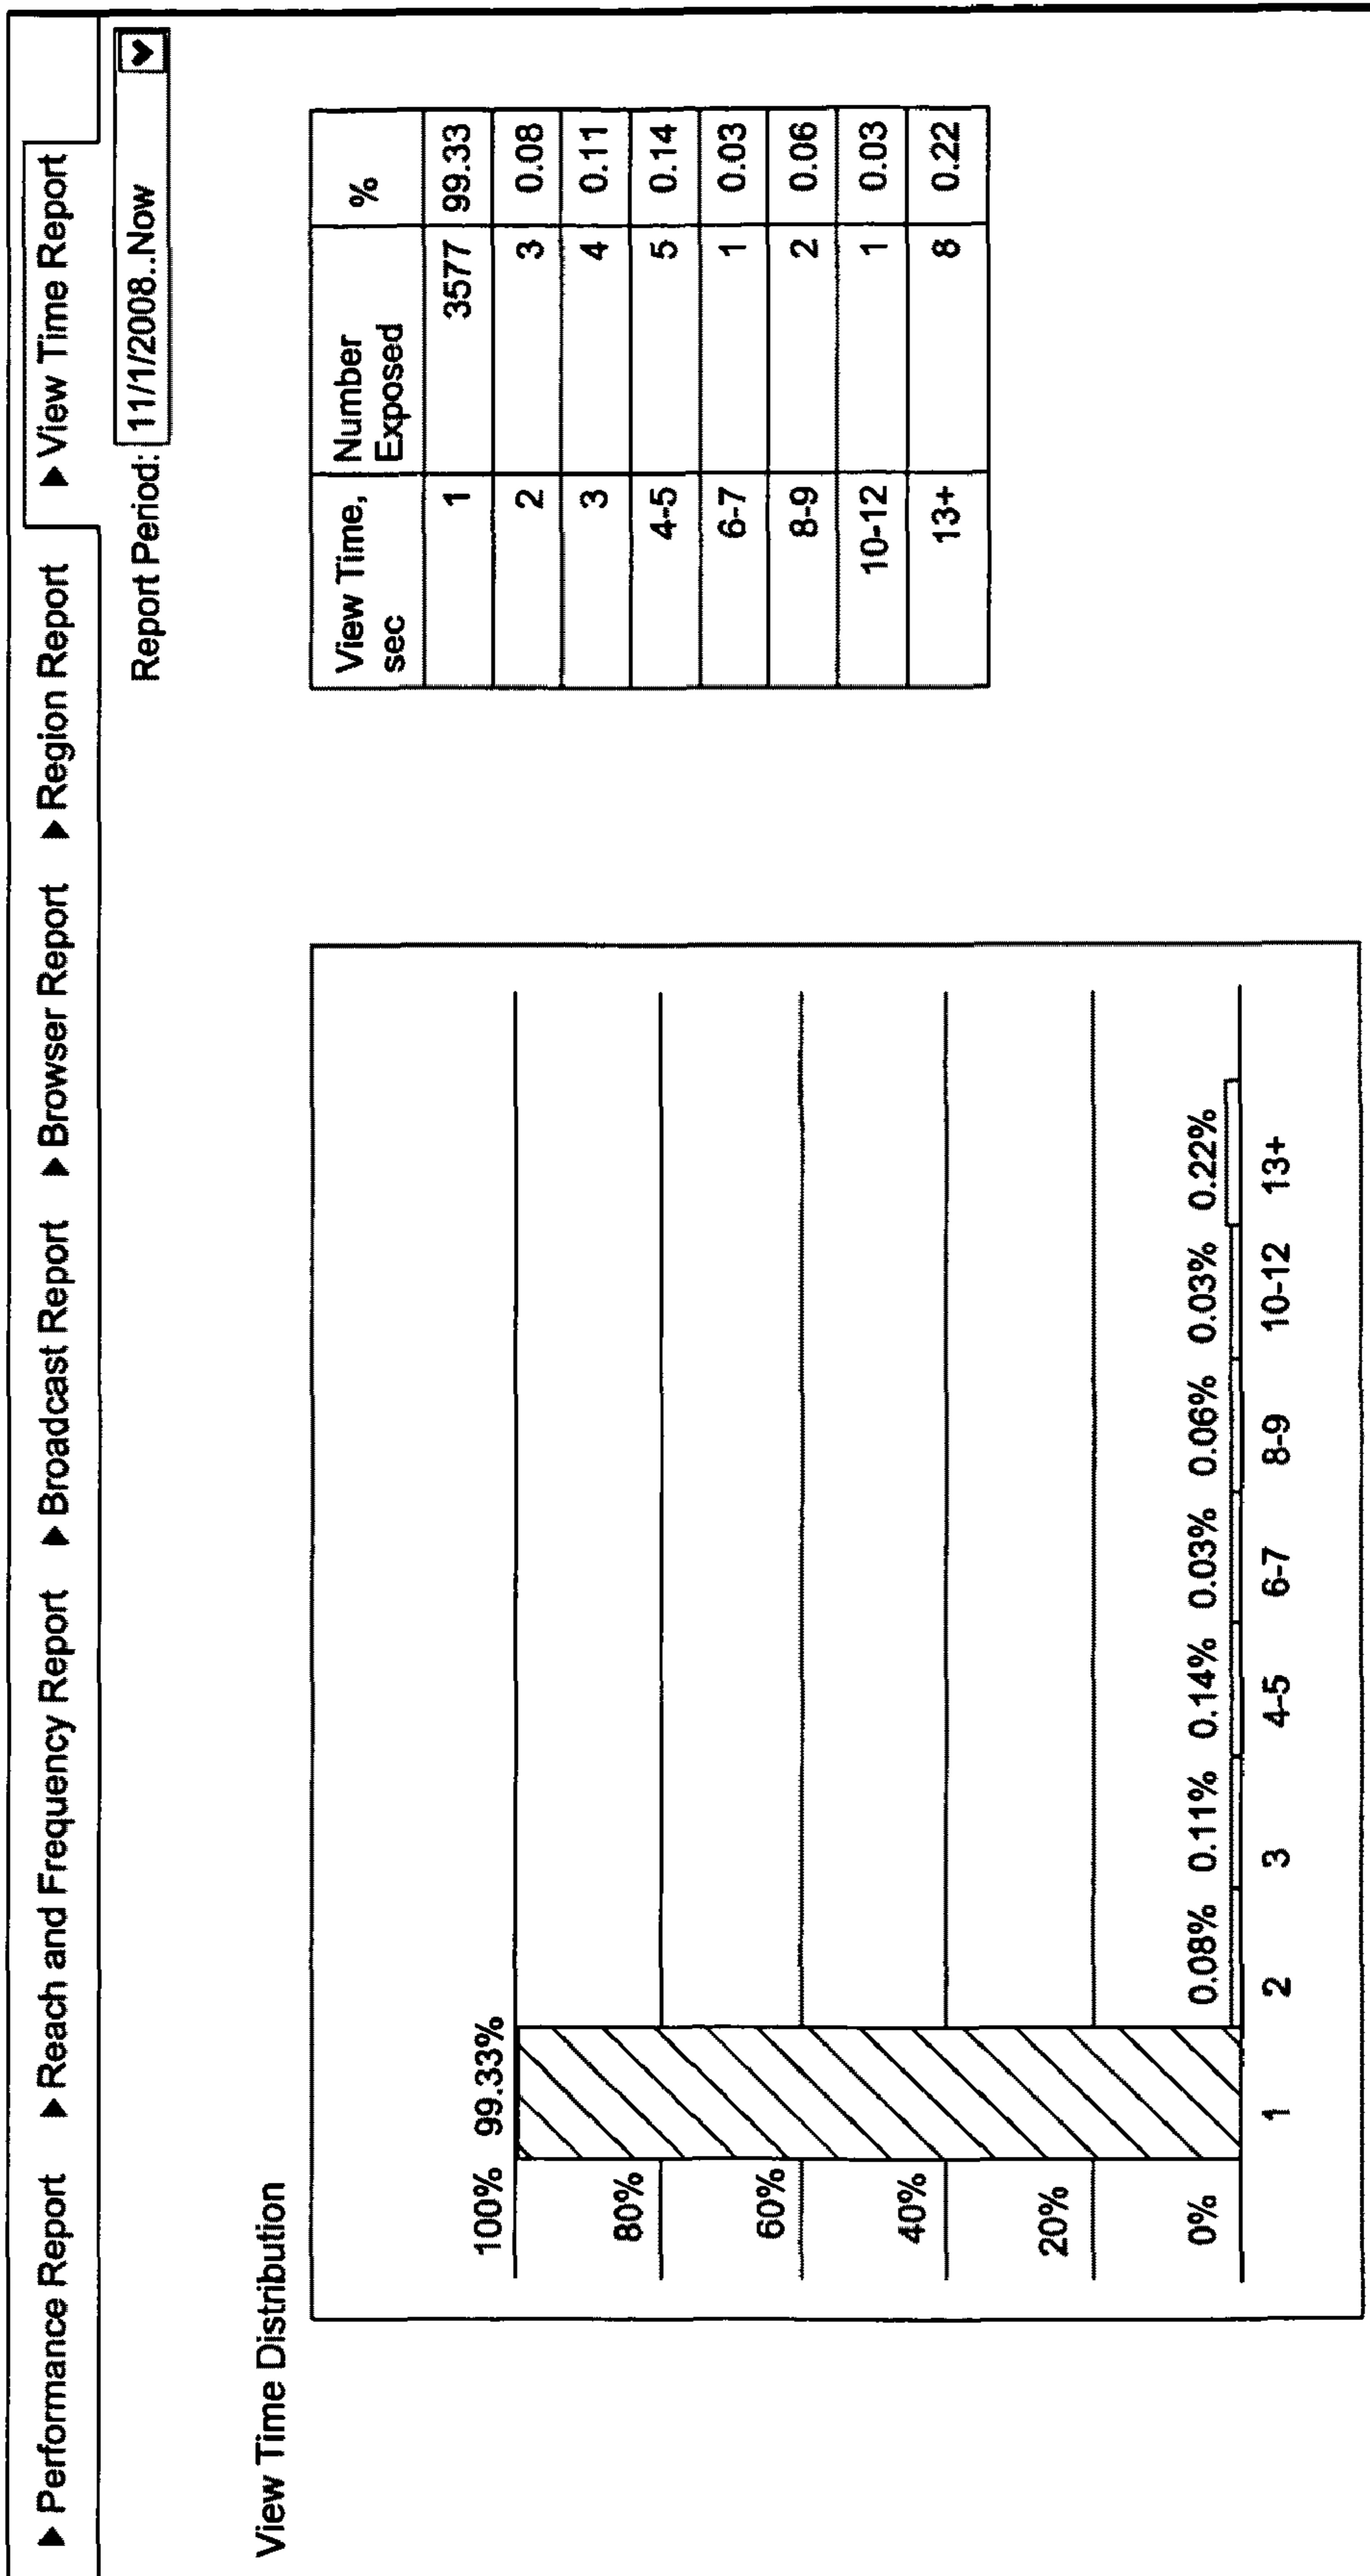 ▶ Performance Report ▶ Reach and Frequency Report ▶ Broadcast Report ▶ Browser Report ▶ Region Report ▶ View Time Report
Report Period: 11/1/2008..Now
View Time Distribution
100% 99.33%
80%
60%
40%
20%
0% 0.08% 0.11% 0.14% 0.03% 0.06% 0.03% 0.22%
1 2 3 4-5 6-7 8-9 10-12 13+
View Time, Number %
sec Exposed
1 3577 99.33
2 3 0.08
3 4 0.11
4-5 5 0.14
6-7 1 0.03
8-9 2 0.06
10-12 1 0.03
13+ 8 0.22